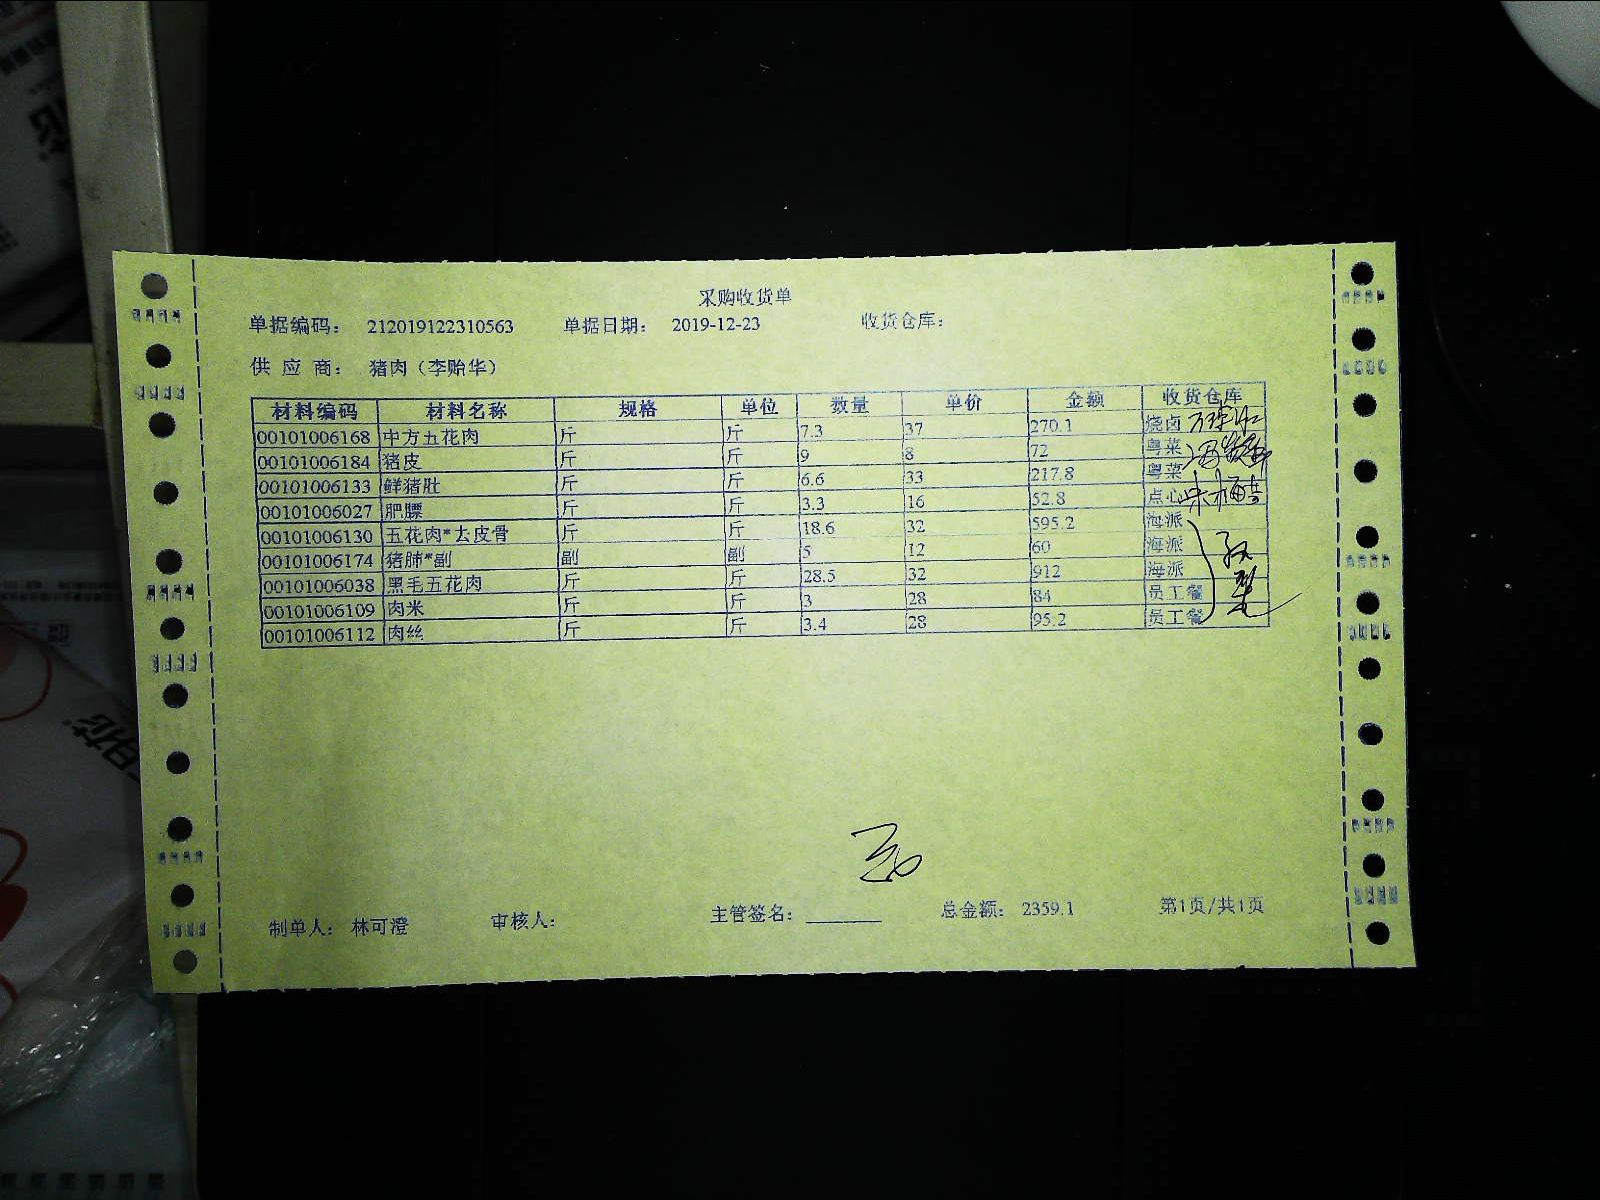 采购收货单
单据编码: 212019122310563 单据日期: 2019-12-23 收货仓库:
供 应 商: 猪肉（李贻华）
材料编码 材料名称 规格 单位 数量 单价 金额 收货仓库
00101006168 中方五花肉 斤 斤 7.3 37 270.1 烧卤
00101006184 猪皮 斤 斤 9 8 72 粤菜
00101006133 鲜猪肚 斤 斤 6.6 33 217.8 粤菜
00101006027 肥膘 斤 斤 3.3 16 52.8 点心
00101006130 五花肉*去皮骨 斤 斤 18.6 32 595.2 海派
00101006174 猪肺*副 副 副 5 12 60 海派
00101006038 黑毛五花肉 斤 斤 28.5 32 912 海派
00101006109 肉米 斤 斤 3 28 84 员工餐
00101006112 肉丝 斤 斤 3.4 28 95.2 员工餐
制单人: 林可澄 审核人: 主管签名: 总金额: 2359.1 第1页/共1页